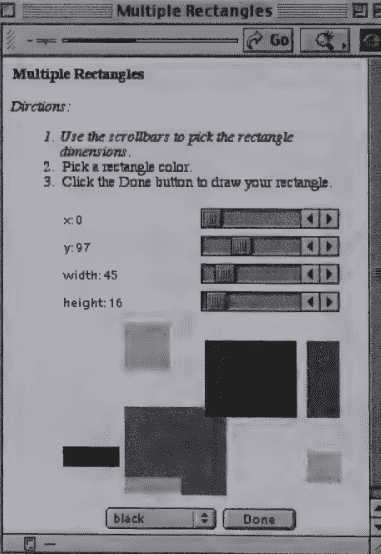 Multiple Rectangles
Go
Multiple Rectangles
Dirctions:
1. Use the scrollbars to pick the rectangle
dimensions.
2. Pick a rectangle color.
3. Click the Done button to draw your rectangle.
x: 0
y: 97
width: 45
height: 16
black
Done